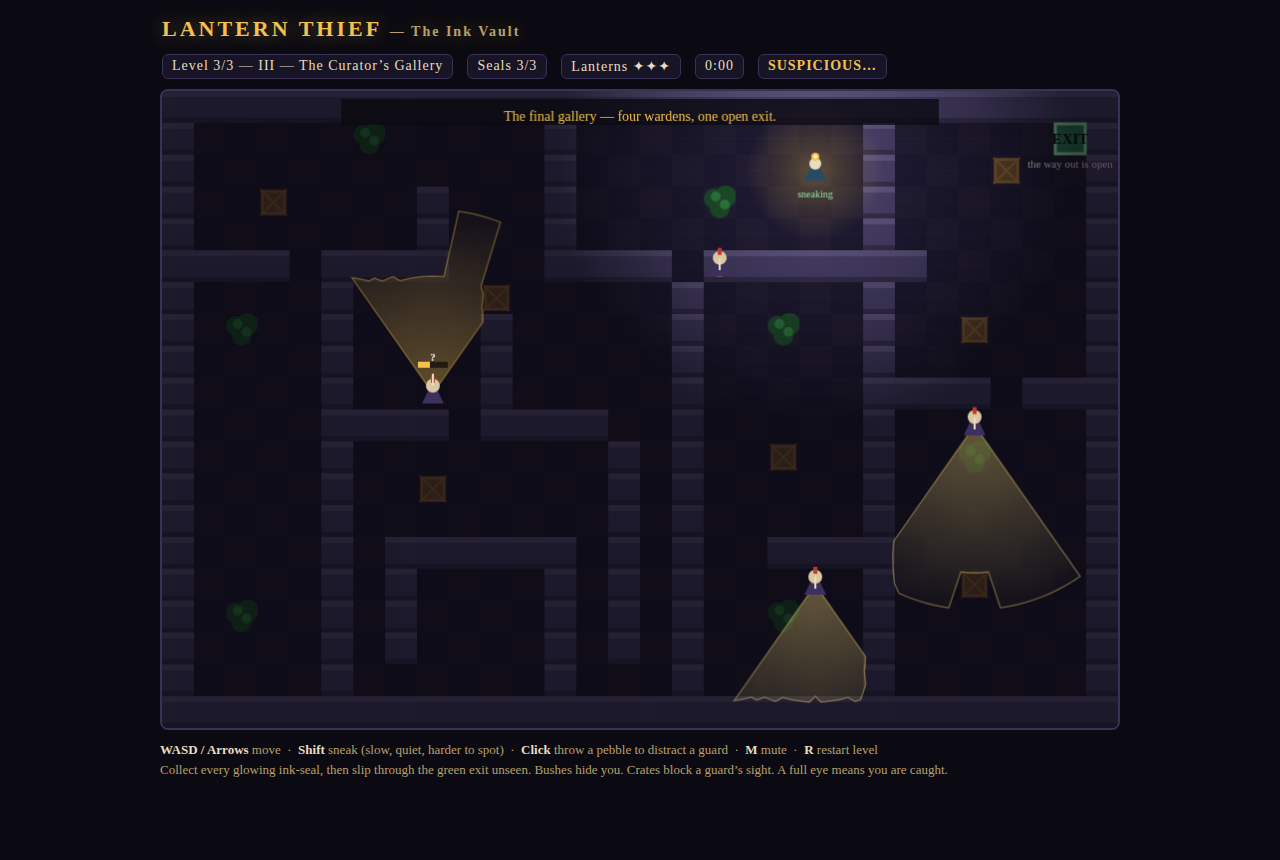 LANTERN THIEF — The Ink Vault
Level 3/3 — III — The Curator’s Gallery Seals 3/3 Lanterns ✦✦✦ 0:00 SUSPICIOUS…
The final gallery — four wardens, one open exit.
EXIT
the way out is open
sneaking
?
WASD / Arrows move · Shift sneak (slow, quiet, harder to spot) · Click throw a pebble to distract a guard · M mute · R restart level
Collect every glowing ink-seal, then slip through the green exit unseen. Bushes hide you. Crates block a guard’s sight. A full eye means you are caught.